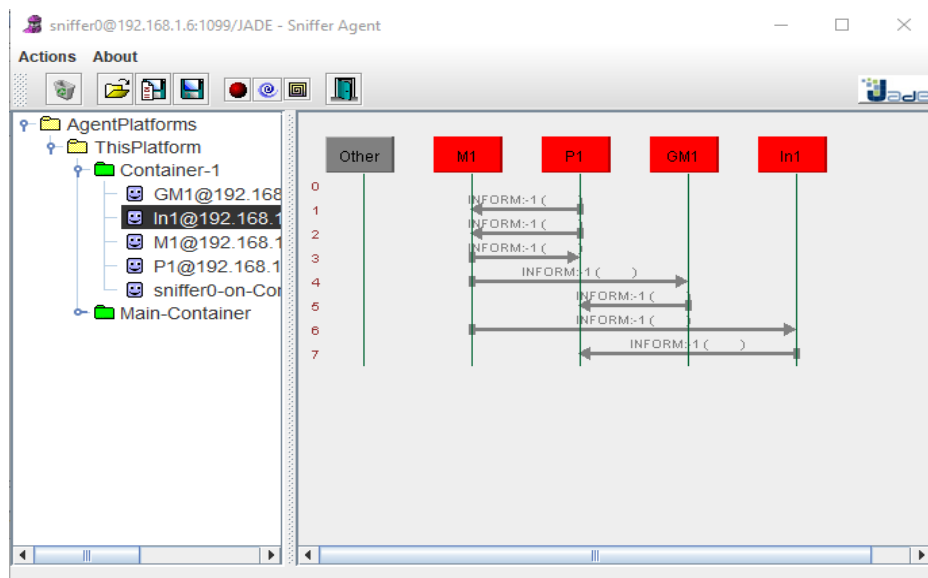 sniffer0@192.168.1.6:1099/JADE - Sniffer Agent
Actions About
Jade
AgentPlatforms
ThisPlatform
Container-1
GM1@192.168
In1@192.168.1
M1@192.168.1
P1@192.168.1
sniffer0-on-Con
Main-Container
Other M1 P1 GM1 In1
0
INFORM:-1 ( )
1
INFORM:-1 ( )
2
INFORM:-1 ( )
3
INFORM:-1 ( )
4
INFORM:-1 ( )
5
INFORM:-1 ( )
6
INFORM:-1 ( )
7